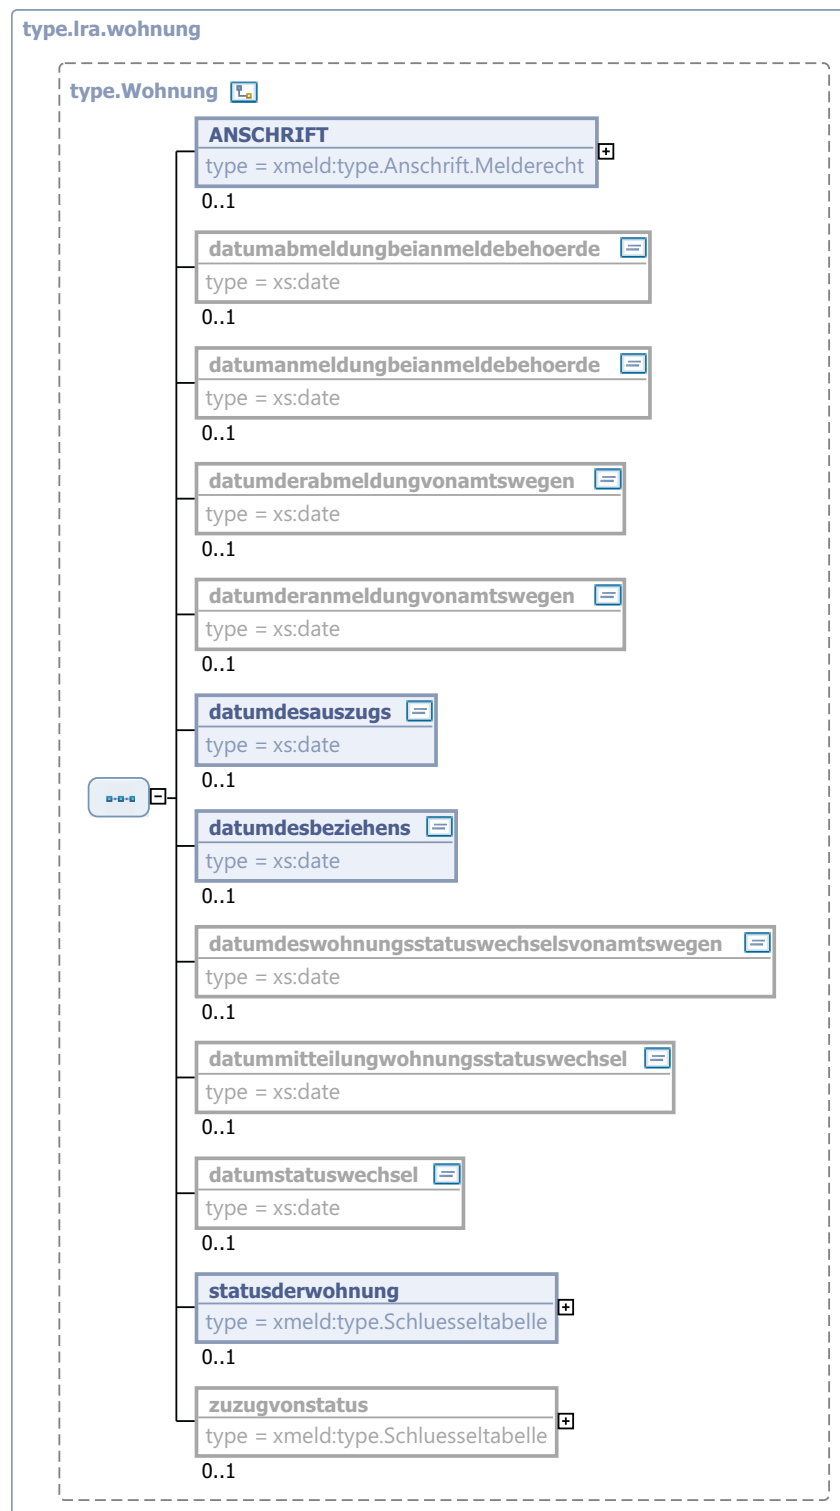 type.lra.wohnung
type.Wohnung
ANSCHRIFT
type = xmeld:type.Anschrift.Melderecht
0..1
datumabmeldungbeianmeldebehoerde
type = xs:date
0..1
datumanmeldungbeianmeldebehoerde
type = xs:date
0..1
datumderabmeldungvonamtswegen
type = xs:date
0..1
datumderanmeldungvonamtswegen
type = xs:date
0..1
datumdesauszugs
type = xs:date
0..1
datumdesbeziehens
type = xs:date
0..1
datumdeswohnungsstatuswechselsvonamtswegen
type = xs:date
0..1
datummitteilungwohnungsstatuswechsel
type = xs:date
0..1
datumstatuswechsel
type = xs:date
0..1
statusderwohnung
type = xmeld:type.Schluesseltabelle
0..1
zuzugvonstatus
type = xmeld:type.Schluesseltabelle
0..1